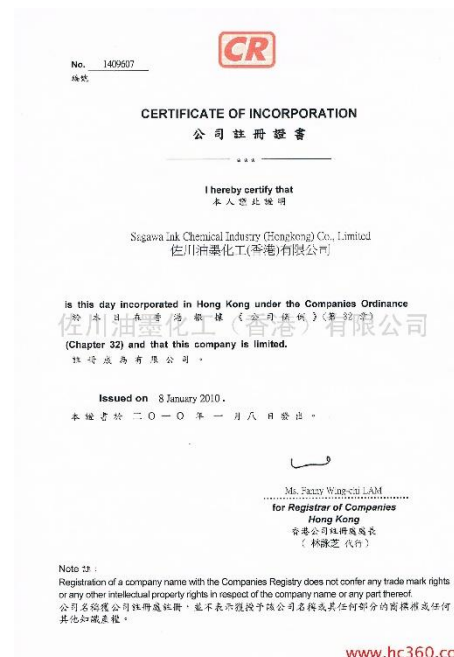 CR
No. 1409607
編號
CERTIFICATE OF INCORPORATION
公司註冊證書
I hereby certify that
本人謹此證明
Sagawa Ink Chemical Industry (Hongkong) Co., Limited
佐川油墨化工(香港)有限公司
is this day incorporated in Hong Kong under the Companies Ordinance
於本日在香港根據《公司條例》(第32章)
佐川油墨化工（香港）有限公司
(Chapter 32) and that this company is limited.
註冊成為有限公司。
Issued on 8 January 2010.
本證書於二〇一〇年一月八日發出。
Ms. Fanny Wing-chi LAM
for Registrar of Companies
Hong Kong
香港公司註冊處處長
(林詠芝 代行)
Note 註:
Registration of a company name with the Companies Registry does not confer any trade mark rights
or any other intellectual property rights in respect of the company name or any part thereof.
公司名稱獲公司註冊處註冊，並不表示獲授予該公司名稱或其任何部分的商標權或任何
其他知識產權。
www.hc360.co